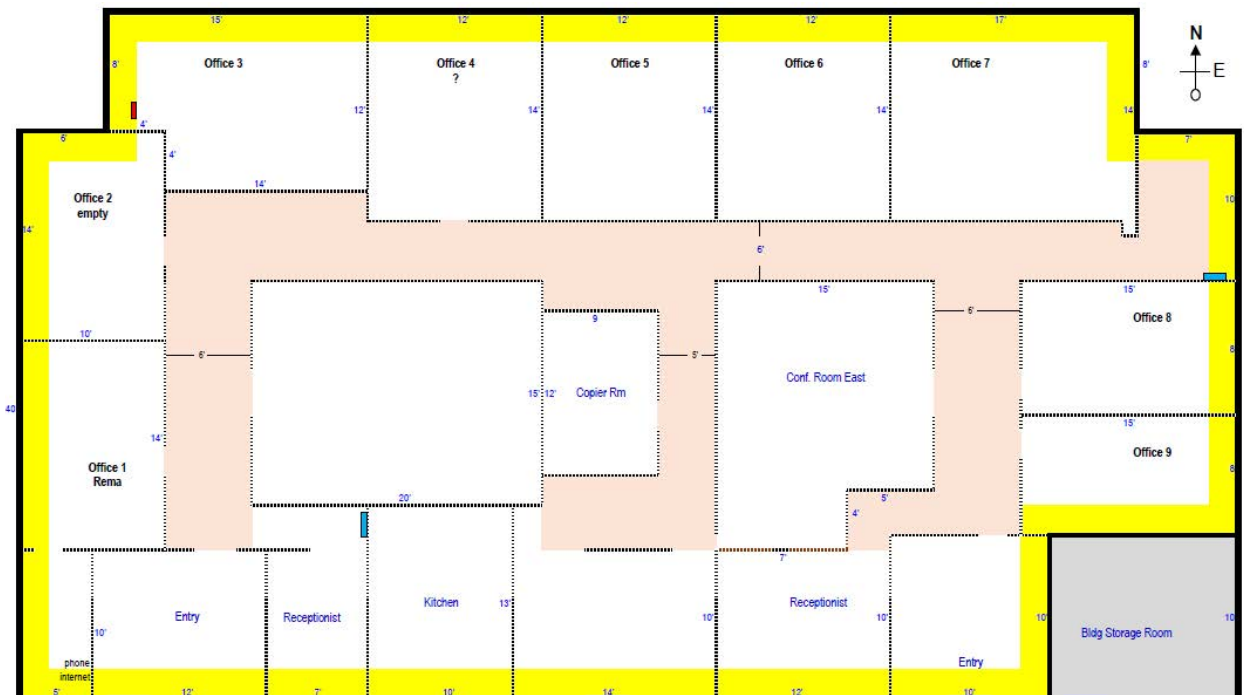 15'
12'
12'
12'
17'
N
E
8'
Office 3
Office 4
?
Office 5
Office 6
Office 7
8'
12'
14'
14'
14'
14'
6'
4'
4'
7'
14'
Office 2
empty
14'
10
6'
15'
15'
10'
9
6'
Office 8
6'
5'
8
15'
12'
Copier Rm
Conf. Room East
40
14'
15'
Office 1
Rema
Office 9
8
20'
5'
4'
7'
Entry
Receptionist
Kitchen
13'
10'
Receptionist
10'
10'
10
10'
Bldg Storage Room
phone
internet
Entry
5'
12'
7'
10'
14'
12'
10'